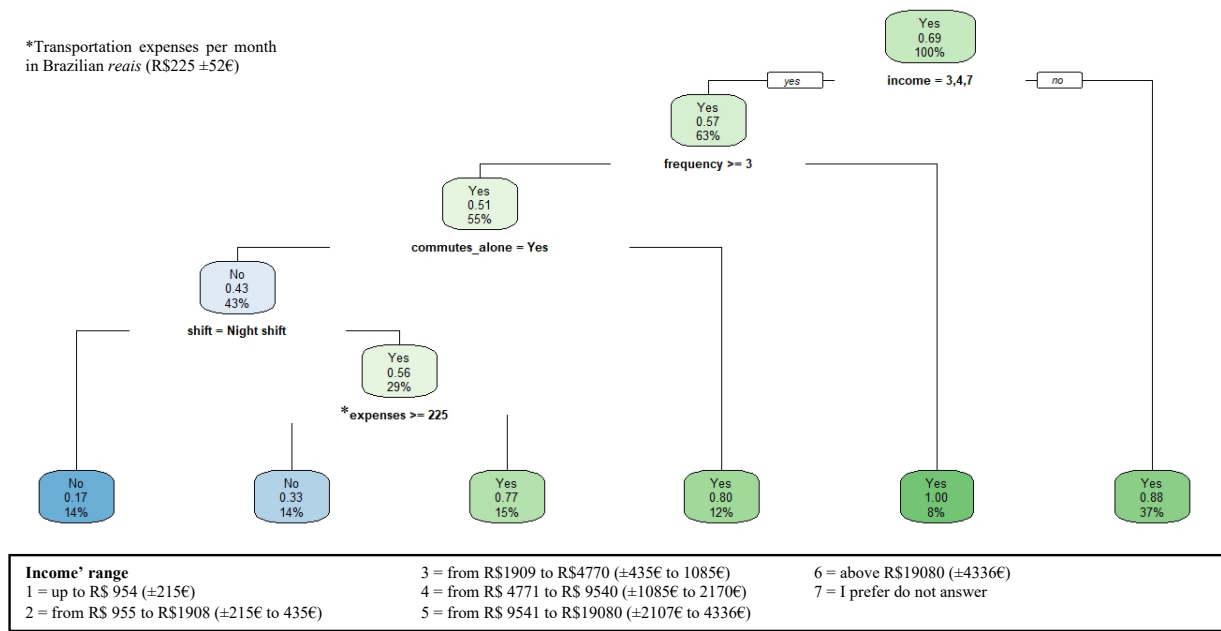 Yes
0.69
100%
*Transportation expenses per month
in Brazilian reais (R$225 ±52€)
yes
income = 3,4,7
no
Yes
0.57
63%
frequency >= 3
Yes
0.51
55%
commutes_alone = Yes
No
0.43
43%
shift = Night shift
Yes
0.56
29%
*expenses >= 225
No
0.17
14%
No
0.33
14%
Yes
0.77
15%
Yes
0.80
12%
Yes
1.00
8%
Yes
0.88
37%
Income' range
1 = up to R$ 954 (±215€)
2 = from R$ 955 to R$1908 (±215€ to 435€)
3 = from R$1909 to R$4770 (±435€ to 1085€)
4 = from R$ 4771 to R$ 9540 (±1085€ to 2170€)
5 = from R$ 9541 to R$19080 (±2107€ to 4336€)
6 = above R$19080 (±4336€)
7 = I prefer do not answer